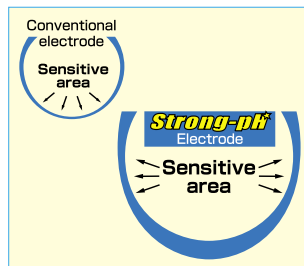 Conventional
electrode
Sensitive
area
Strong-pH
Electrode
Sensitive
area